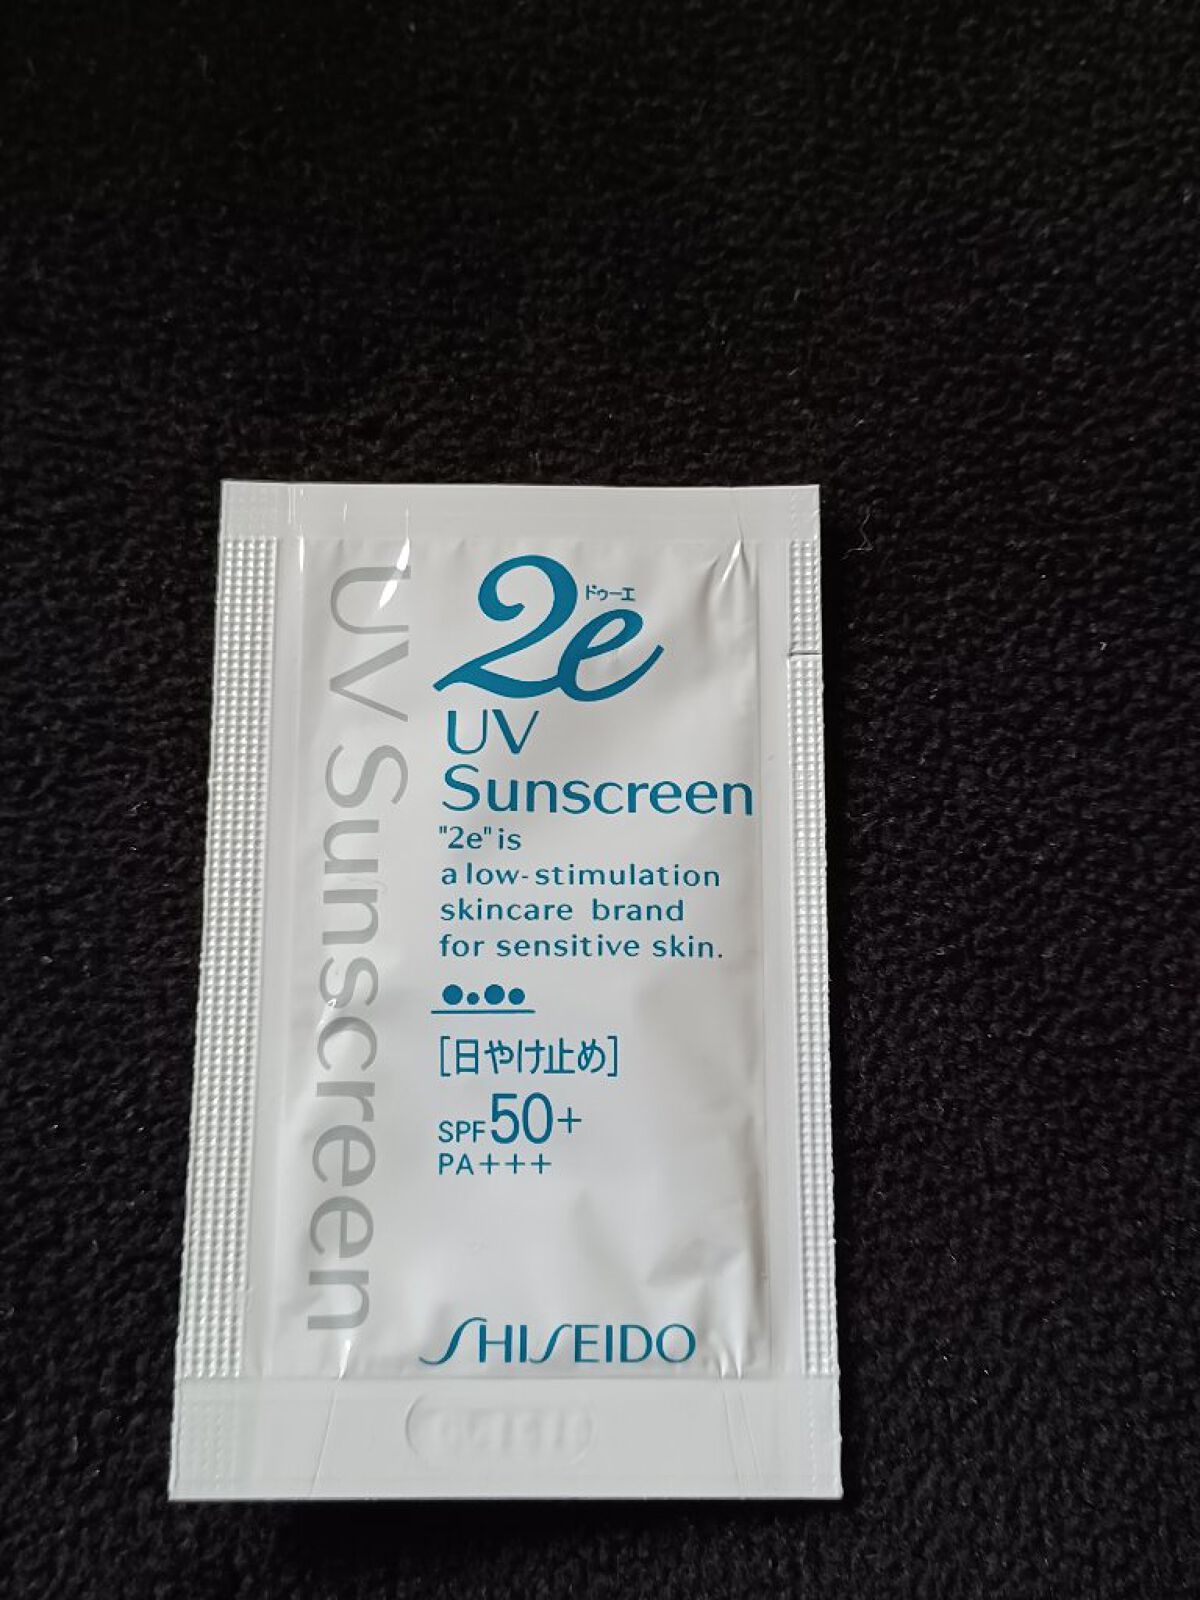 2e
ドゥーエ
UV
Sunscreen
"2e" is
a low-stimulation
skincare brand
for sensitive skin.
[日やけ止め]
SPF50+
PA+++
SHISEIDO
UV Sunscreen